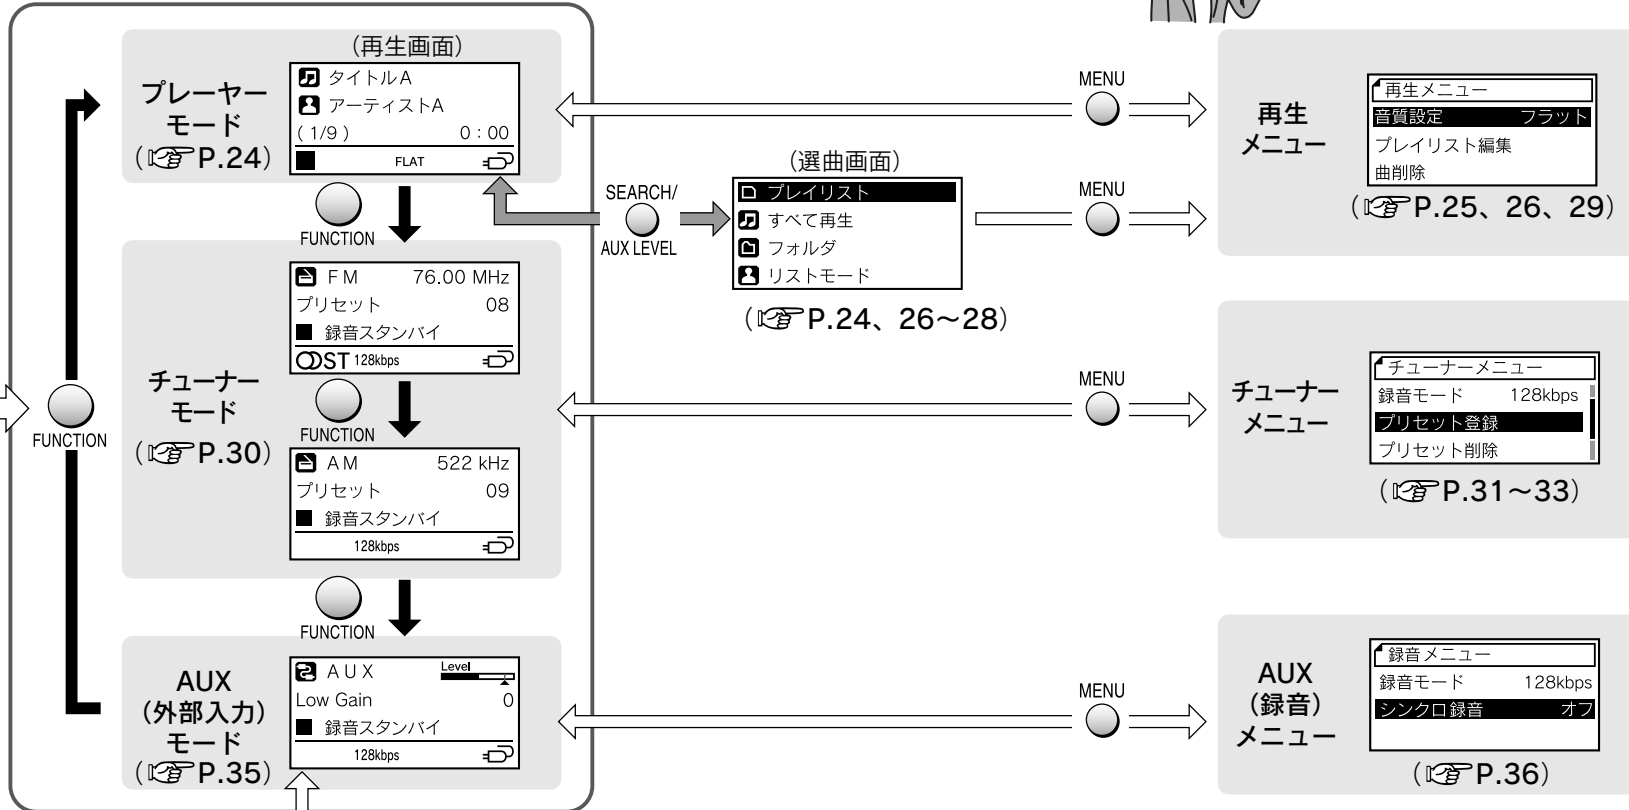 プレーヤー
モード
(☞P.24)
(再生画面)
タイトルA
アーティストA
(1/9) 0:00
FLAT
FUNCTION
チューナー
モード
(☞P.30)
FM 76.00 MHz
プリセット 08
録音スタンバイ
ST 128kbps
FUNCTION
AM 522 kHz
プリセット 09
録音スタンバイ
128kbps
FUNCTION
FUNCTION
AUX
(外部入力)
モード
(☞P.35)
AUX Level
Low Gain 0
録音スタンバイ
128kbps
SEARCH/
AUX LEVEL
(選曲画面)
プレイリスト
すべて再生
フォルダ
リストモード
(☞P.24、26～28)
MENU
MENU
再生
メニュー
再生メニュー
音質設定 フラット
プレイリスト編集
曲削除
(☞P.25、26、29)
MENU
チューナー
メニュー
チューナーメニュー
録音モード 128kbps
プリセット登録
プリセット削除
(☞P.31～33)
MENU
AUX
(録音)
メニュー
録音メニュー
録音モード 128kbps
シンクロ録音 オフ
(☞P.36)